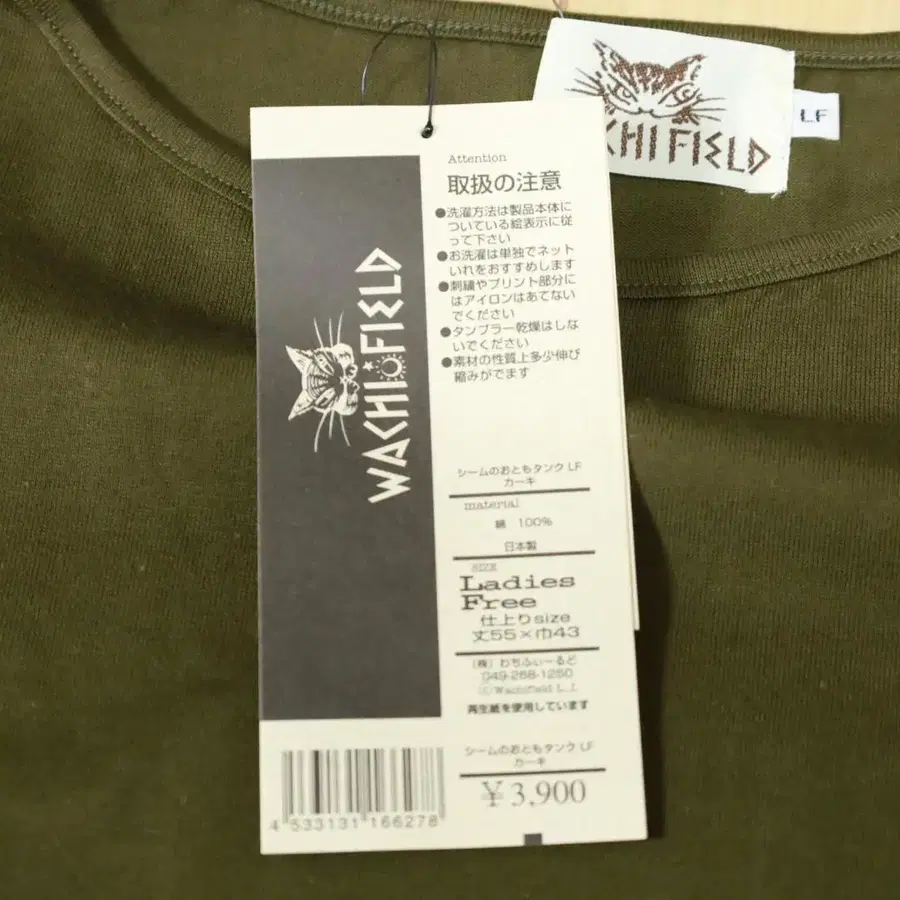 CHIFIELD
LF
Attention
取扱の注意
●洗濯方法は製品本体に
ついている絵表示に従
って下さい
●お洗濯は単独でネット
いれをおすすめします
●刺繍やプリント部分に
はアイロンはあてない
でください
●タンブラー乾燥はしな
いでください
●素材の性質上多少伸び
縮みがでます
WACHIFIELD
シームのおともタンク LF
カーキ
material
綿 100%
日本製
SIZE
Ladies
Free
仕上りsize
丈55×巾43
(株)わちふぃーるど
049-268-1250
©Wachifield L.I.
再生紙を使用しています
シームのおともタンク LF
カーキ
¥3,900
4 533131 166278